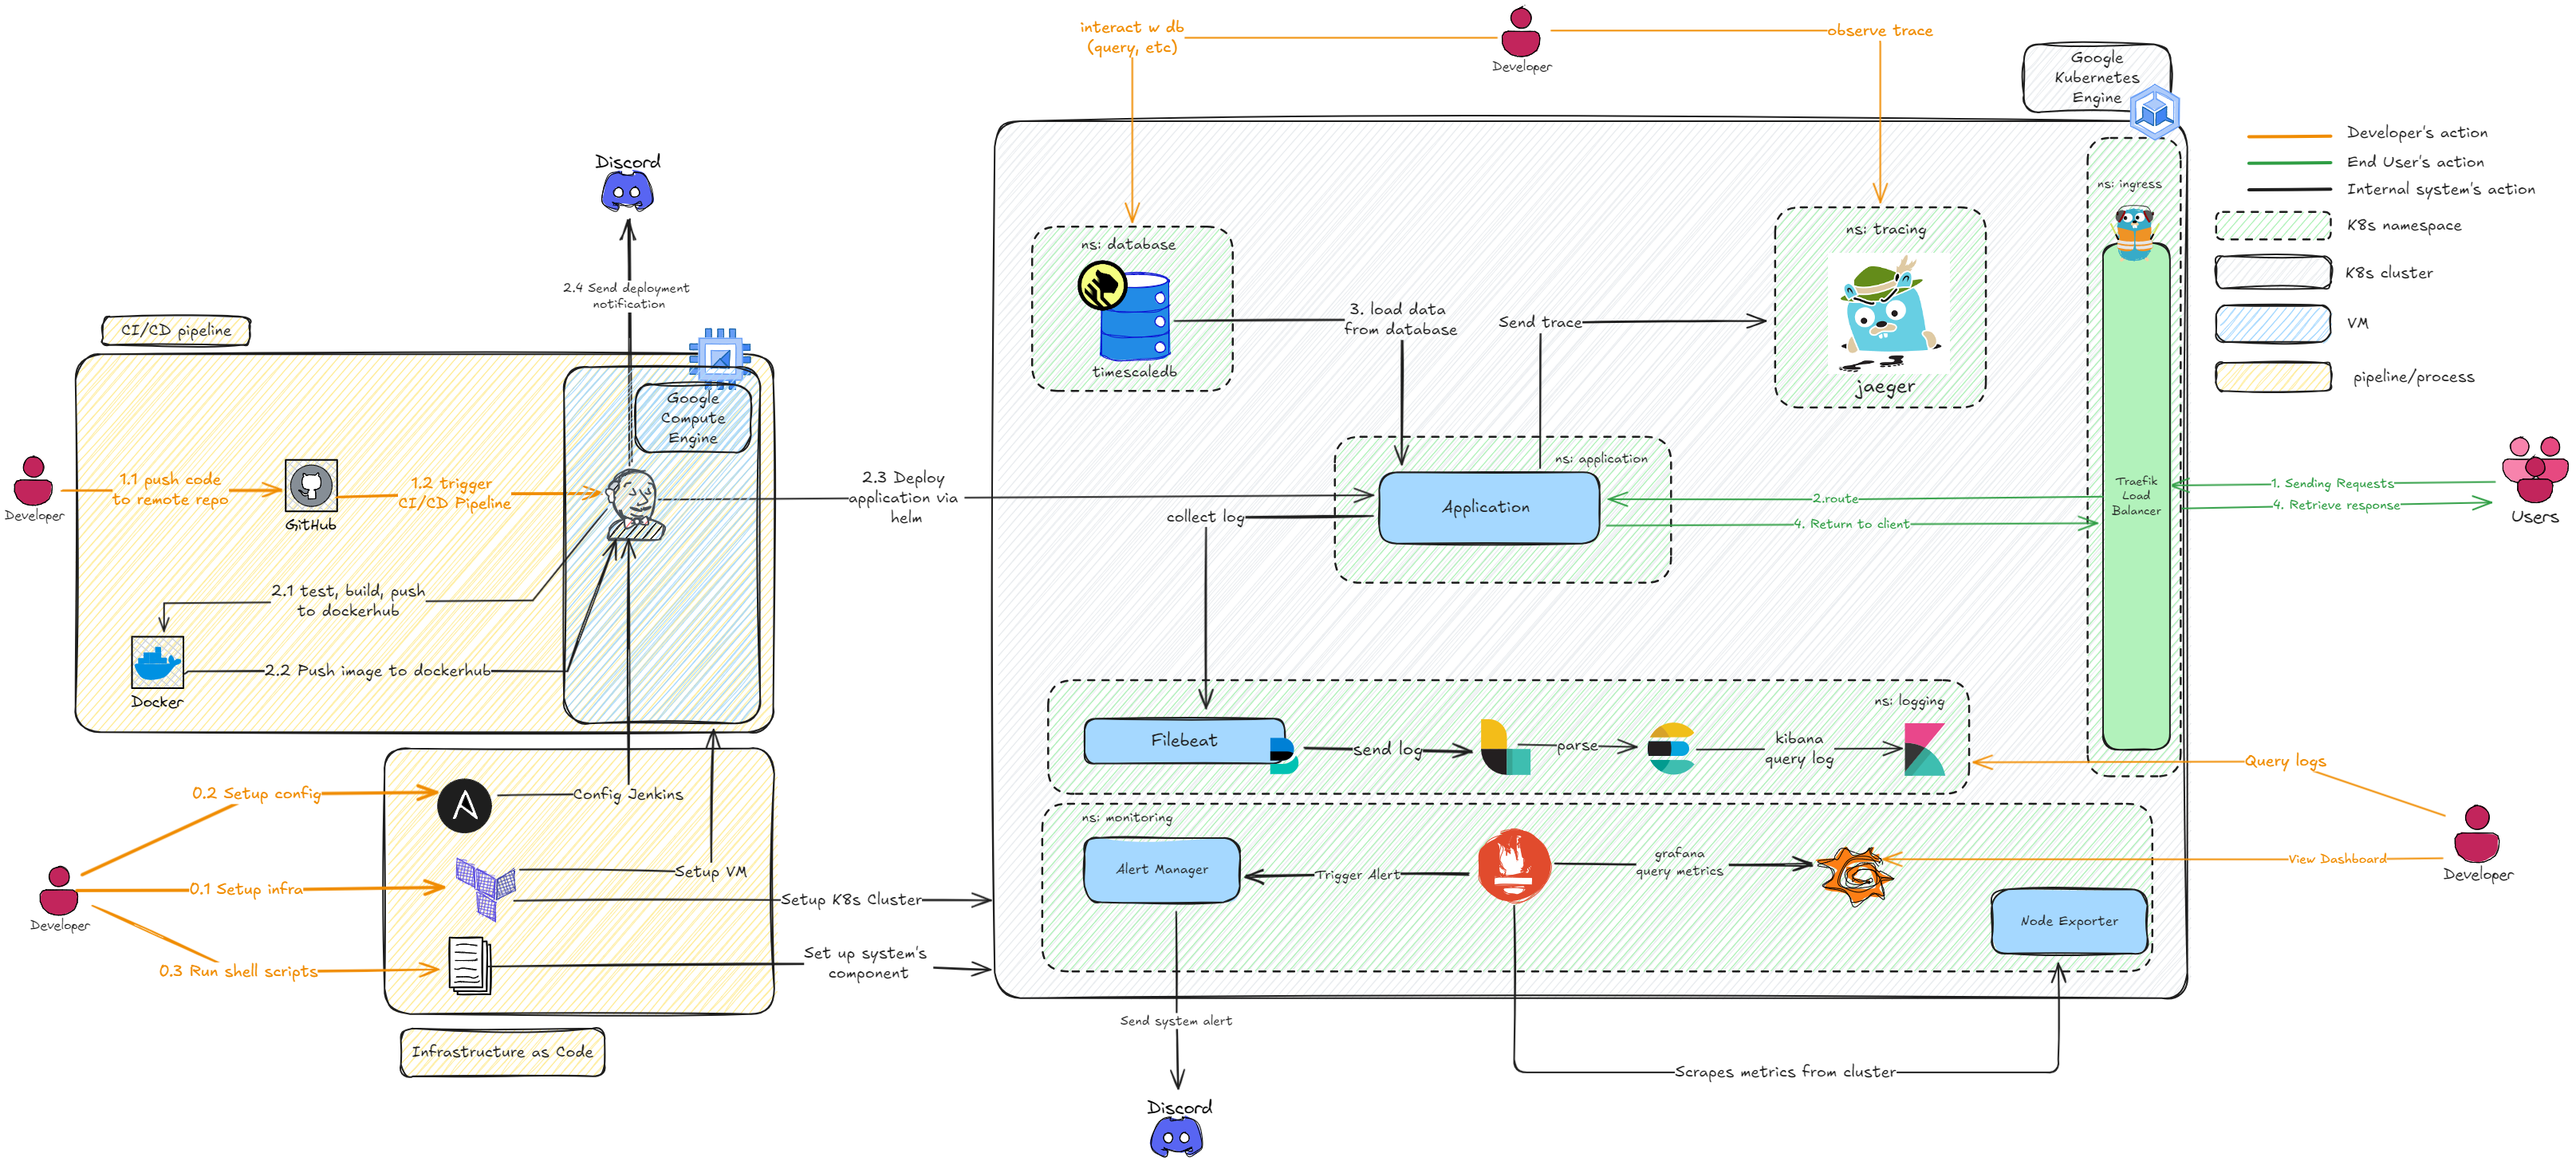 interact w db
(query, etc)
Developer
observe trace
Google
Kubernetes
Engine
Developer's action
End User's action
Internal system's action
K8s namespace
K8s cluster
VM
pipeline/process
Discord
2.4 Send deployment
notification
CI/CD pipeline
Google
Compute
Engine
Developer
1.1 push code
to remote repo
GitHub
1.2 trigger
CI/CD Pipeline
2.1 test, build, push
to dockerhub
2.2 Push image to dockerhub
Docker
2.3 Deploy
application via
helm
ns: database
timescaledb
3. load data
from database
Send trace
ns: tracing
jaeger
ns: ingress
Traefik
Load
Balancer
ns: application
Application
collect log
2.route
4. Return to client
1. Sending Requests
4. Retrieve response
Users
ns: logging
Filebeat
send log
parse
kibana
query log
Query logs
ns: monitoring
Alert Manager
Trigger Alert
grafana
query metrics
View Dashboard
Developer
Node Exporter
Send system alert
Scrapes metrics from cluster
Discord
0.2 Setup config
Config Jenkins
0.1 Setup infra
Setup VM
Developer
Setup K8s Cluster
0.3 Run shell scripts
Set up system's
component
Infrastructure as Code